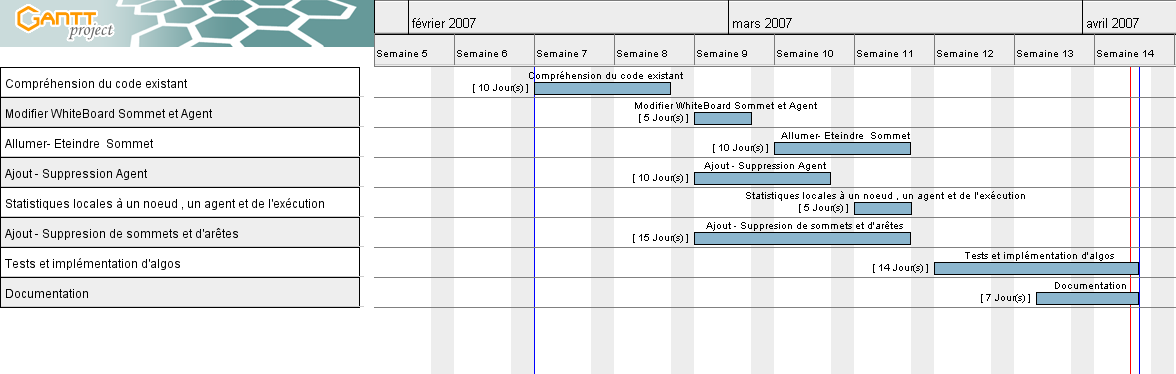 GANTT
project
février 2007
mars 2007
avril 2007
Semaine 5
Semaine 6
Semaine 7
Semaine 8
Semaine 9
Semaine 10
Semaine 11
Semaine 12
Semaine 13
Semaine 14
Compréhension du code existant
Compréhension du code existant
[ 10 Jour(s) ]
Modifier WhiteBoard Sommet et Agent
Modifier WhiteBoard Sommet et Agent
[ 5 Jour(s) ]
Allumer- Eteindre Sommet
Allumer- Eteindre Sommet
[ 10 Jour(s) ]
Ajout - Suppression Agent
Ajout - Suppression Agent
[ 10 Jour(s) ]
Statistiques locales à un noeud , un agent et de l'exécution
Statistiques locales à un noeud , un agent et de l'exécution
[ 5 Jour(s) ]
Ajout - Suppresion de sommets et d'arêtes
Ajout - Suppresion de sommets et d'arêtes
[ 15 Jour(s) ]
Tests et implémentation d'algos
Tests et implémentation d'algos
[ 14 Jour(s) ]
Documentation
Documentation
[ 7 Jour(s) ]